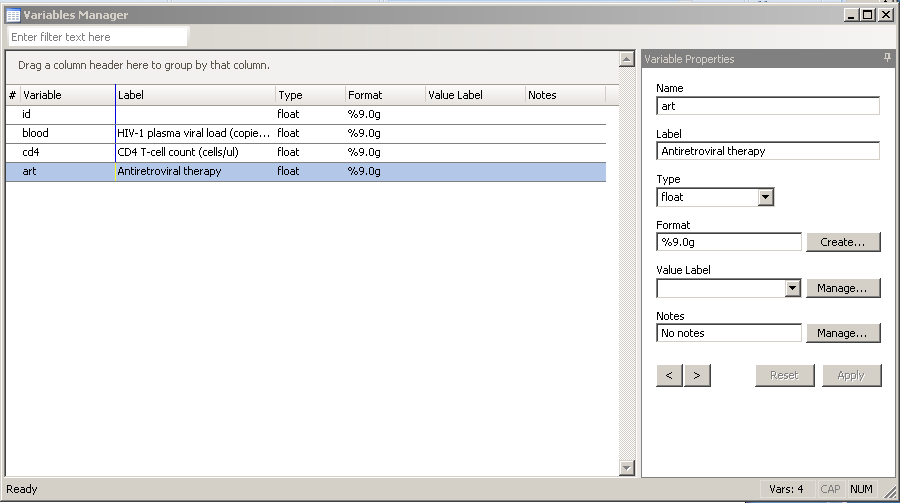 Variables Manager
Enter filter text here
Drag a column header here to group by that column.
# Variable Label Type Format Value Label Notes
id float %9.0g
blood HIV-1 plasma viral load (copie... float %9.0g
cd4 CD4 T-cell count (cells/ul) float %9.0g
art Antiretroviral therapy float %9.0g
Variable Properties
Name
art
Label
Antiretroviral therapy
Type
float
Format
%9.0g Create...
Value Label
Manage...
Notes
No notes Manage...
< > Reset Apply
Ready Vars: 4 CAP NUM